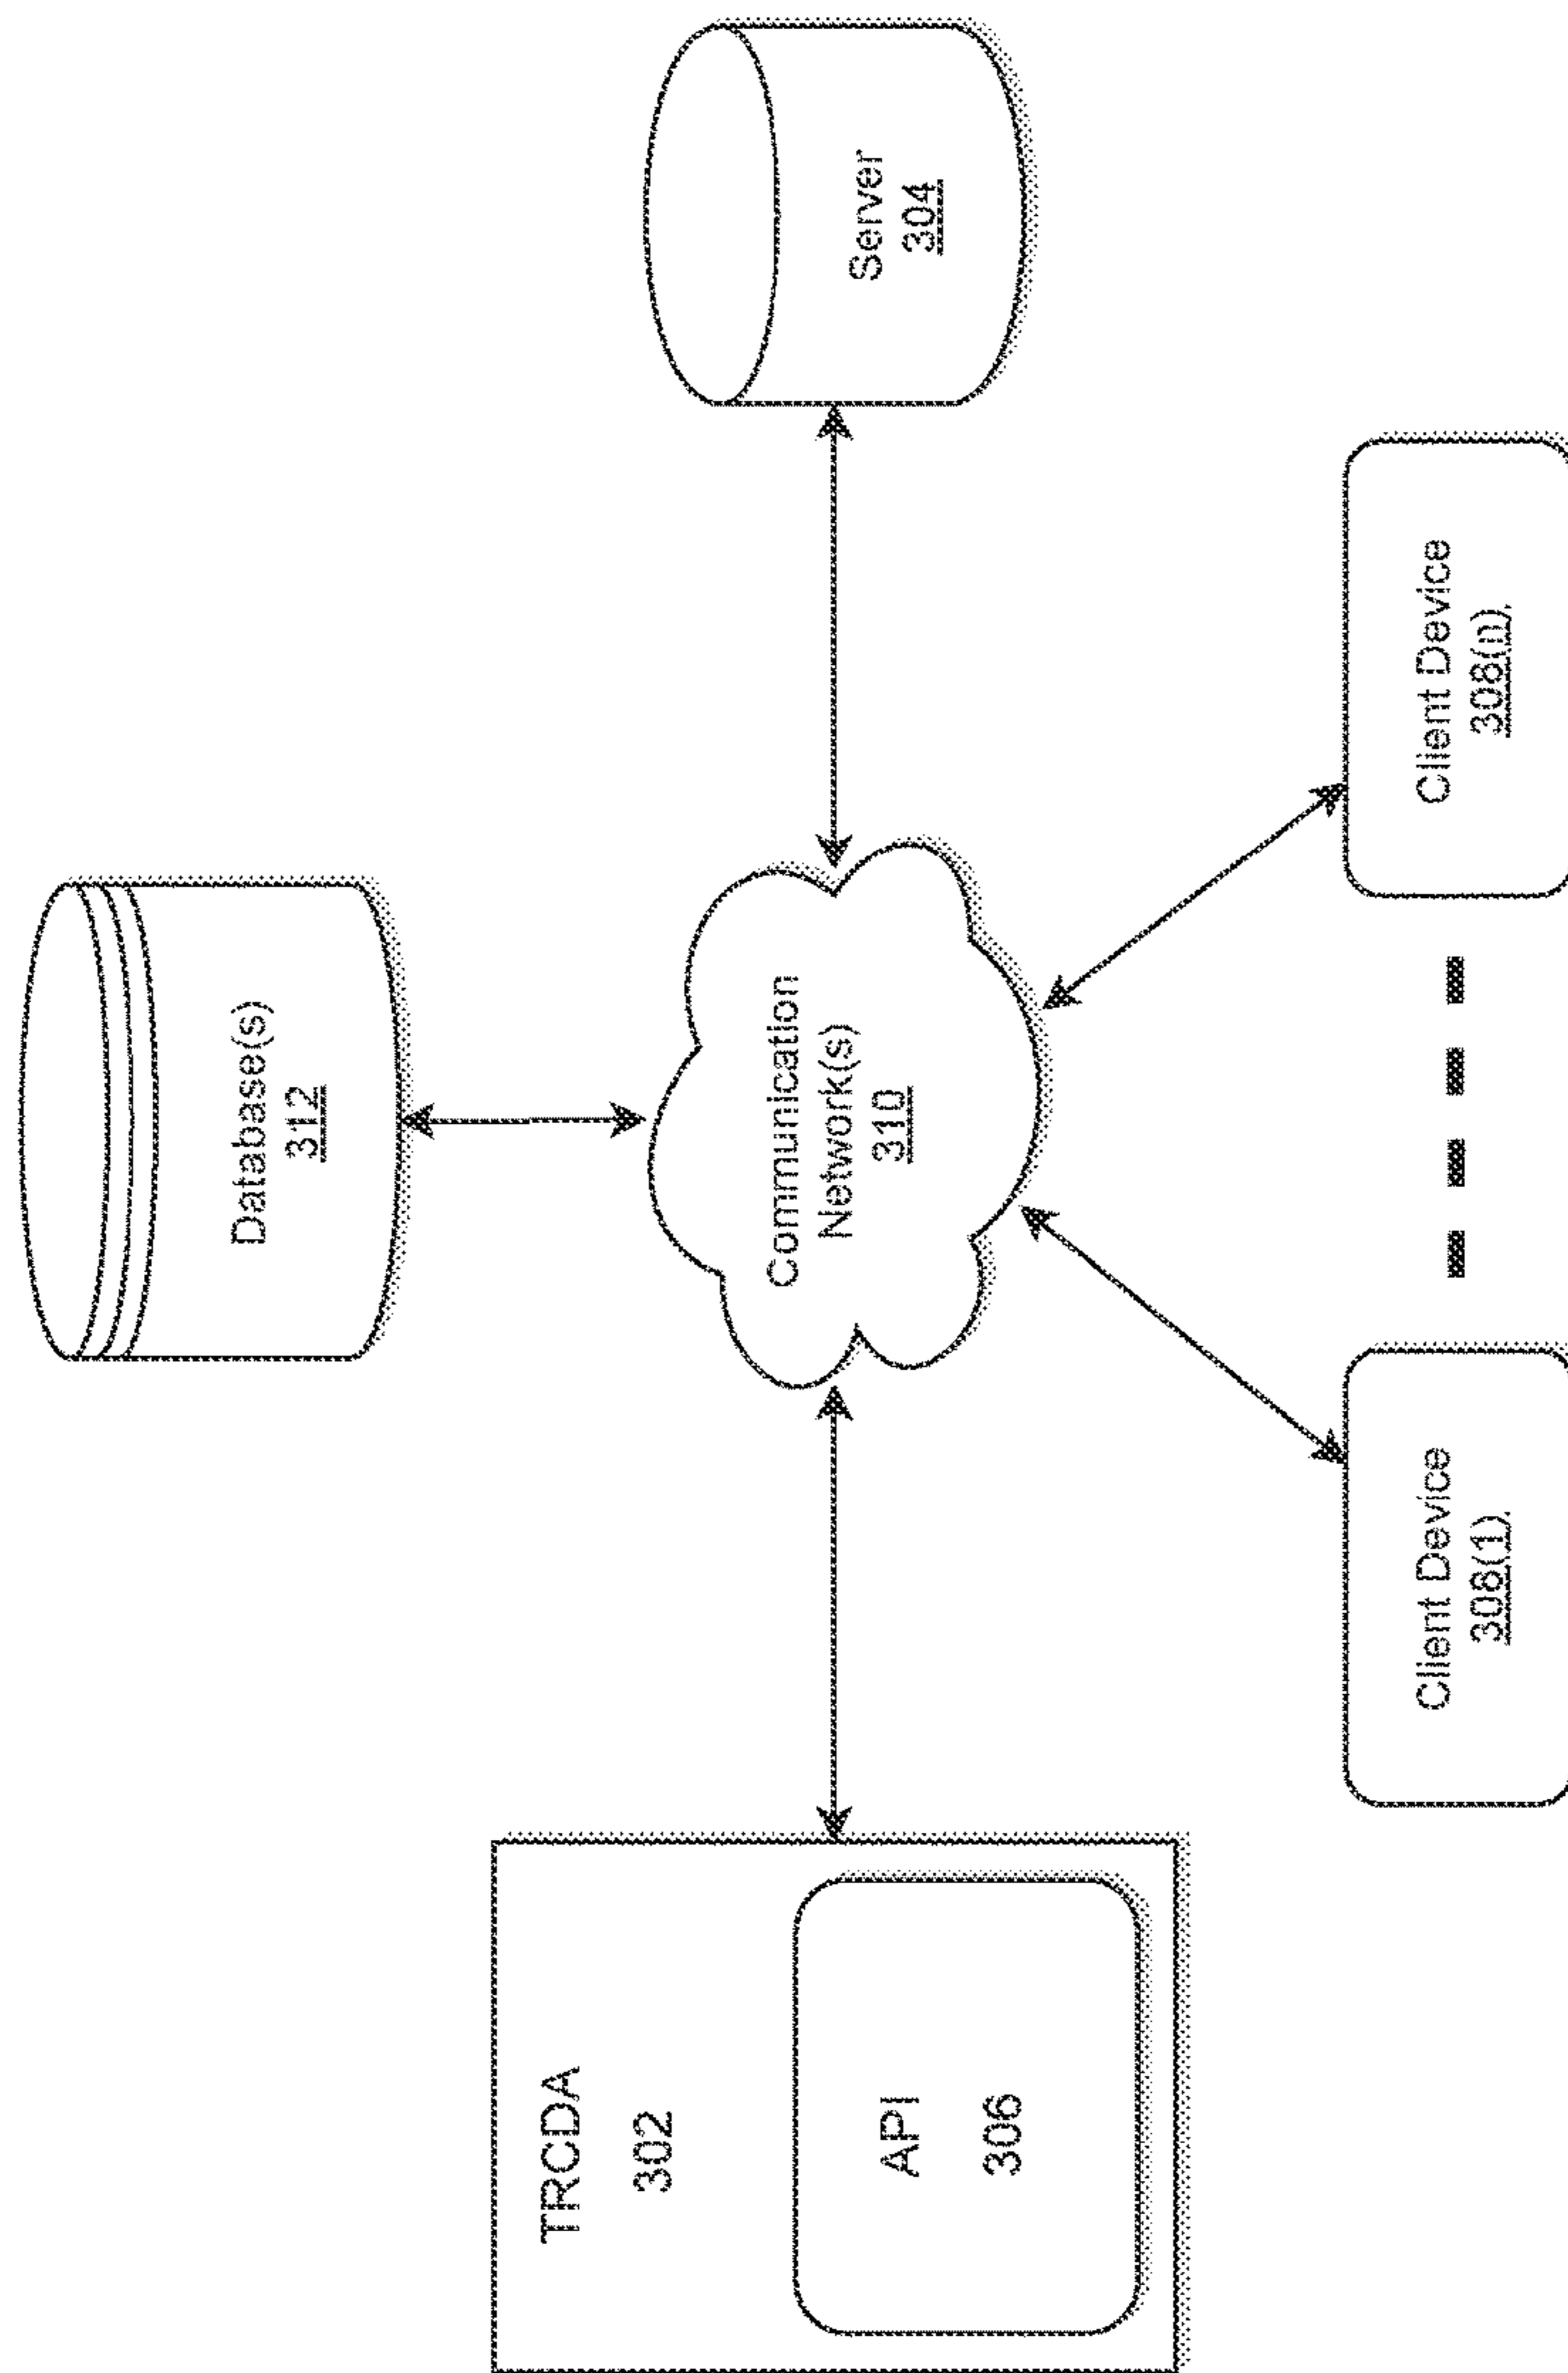 Database(s)
312
TRCDA
302
API
306
Communication
Network(s)
310
Server
304
Client Device
308(1)
Client Device
308(n)